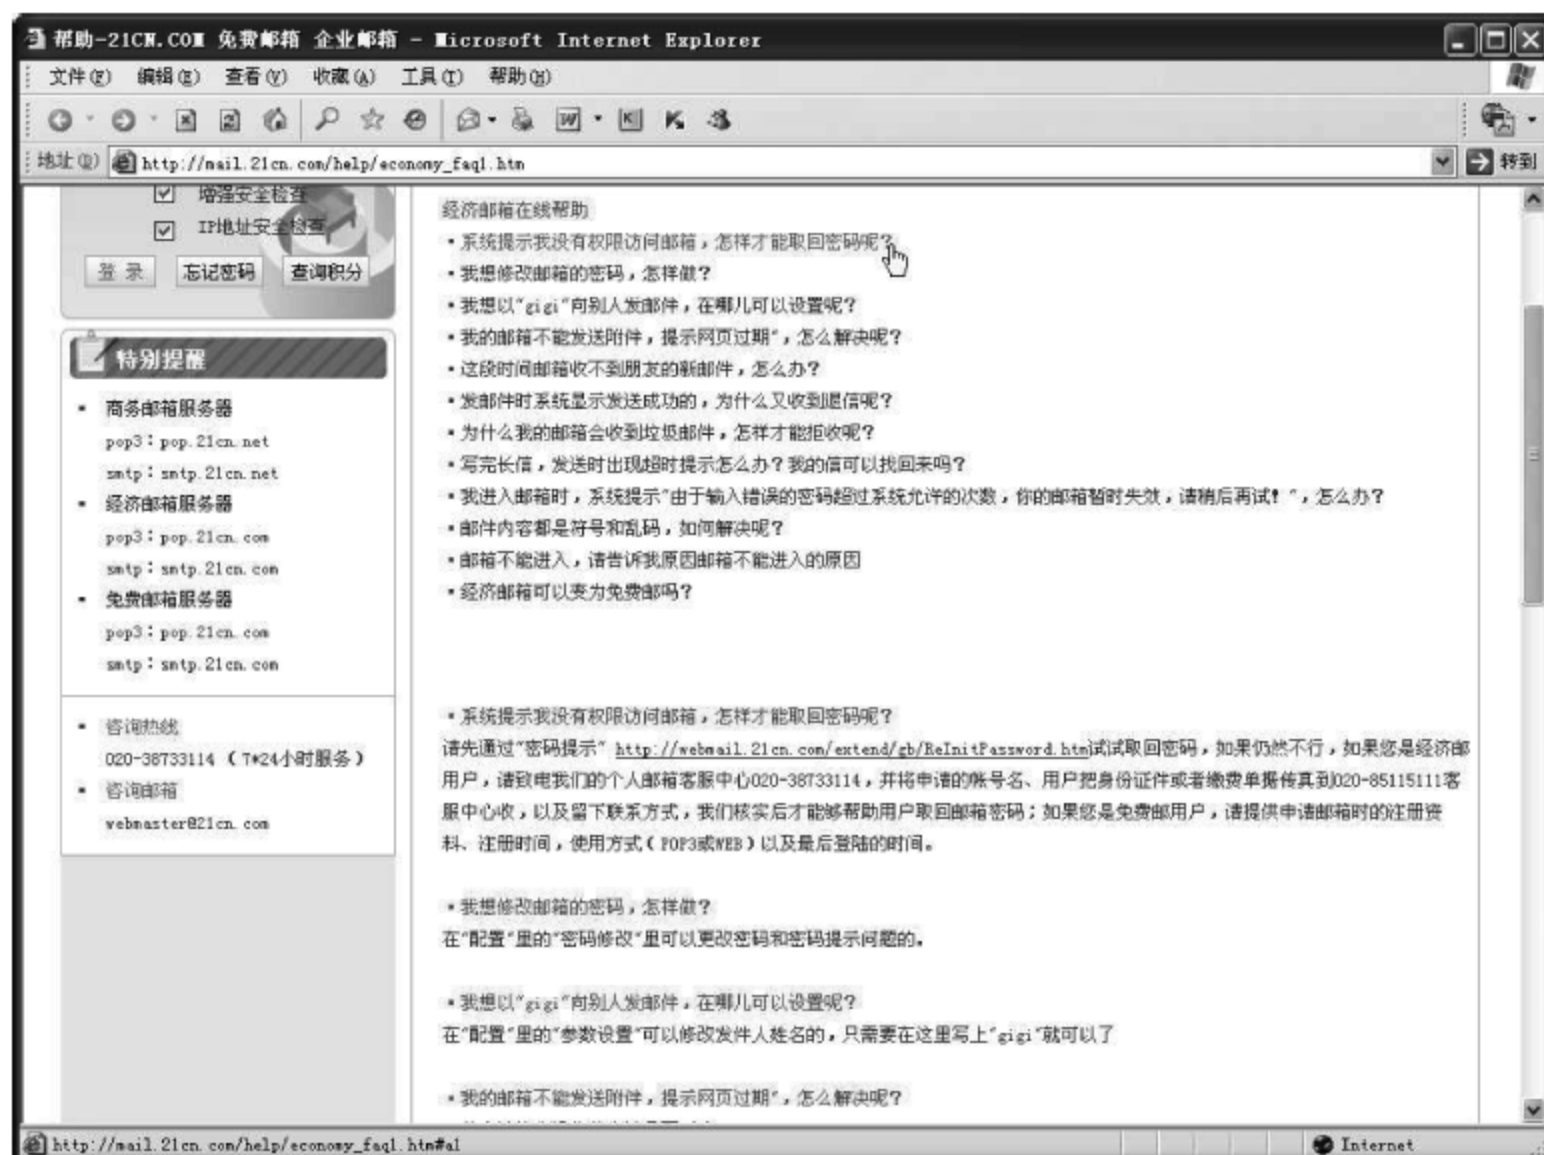 帮助-21CN.COM 免费邮箱 企业邮箱 - Microsoft Internet Explorer
文件(F) 编辑(E) 查看(V) 收藏(A) 工具(T) 帮助(H)
地址(D) http://mail.21cn.com/help/economy_faq1.htm 转到
增强安全检查
IP地址安全检查
登 录 忘记密码 查询积分
特别提醒
▪ 商务邮箱服务器
pop3：pop.21cn.net
smtp：smtp.21cn.net
▪ 经济邮箱服务器
pop3：pop.21cn.com
smtp：smtp.21cn.com
▪ 免费邮箱服务器
pop3：pop.21cn.com
smtp：smtp.21cn.com
▪ 咨询热线
020-38733114（7*24小时服务）
▪ 咨询邮箱
webmaster@21cn.com
经济邮箱在线帮助
▪系统提示我没有权限访问邮箱，怎样才能取回密码呢？
▪我想修改邮箱的密码，怎样做？
▪我想以"gigi"向别人发邮件，在哪儿可以设置呢？
▪我的邮箱不能发送附件，提示网页过期"，怎么解决呢？
▪这段时间邮箱收不到朋友的新邮件，怎么办？
▪发邮件时系统显示发送成功的，为什么又收到退信呢？
▪为什么我的邮箱会收到垃圾邮件，怎样才能拒收呢？
▪写完长信，发送时出现超时提示怎么办？我的信可以找回来吗？
▪我进入邮箱时，系统提示"由于输入错误的密码超过系统允许的次数，你的邮箱暂时失效，请稍后再试！"，怎么办？
▪邮件内容都是符号和乱码，如何解决呢？
▪邮箱不能进入，请告诉我原因邮箱不能进入的原因
▪经济邮箱可以变为免费邮吗？
▪系统提示我没有权限访问邮箱，怎样才能取回密码呢？
请先通过"密码提示" http://webmail.21cn.com/extend/gb/ReInitPassword.htm试试取回密码，如果仍然不行，如果您是经济邮
用户，请致电我们的个人邮箱客服中心020-38733114，并将申请的帐号名、用户把身份证件或者缴费单据传真到020-85115111客
服中心收，以及留下联系方式，我们核实后才能够帮助用户取回邮箱密码；如果您是免费邮用户，请提供申请邮箱时的注册资
料、注册时间，使用方式（POP3或WEB）以及最后登陆的时间。
▪我想修改邮箱的密码，怎样做？
在"配置"里的"密码修改"里可以更改密码和密码提示问题的。
▪我想以"gigi"向别人发邮件，在哪儿可以设置呢？
在"配置"里的"参数设置"可以修改发件人姓名的，只需要在这里写上"gigi"就可以了
▪我的邮箱不能发送附件，提示网页过期"，怎么解决呢？
http://mail.21cn.com/help/economy_faq1.htm#a1 Internet